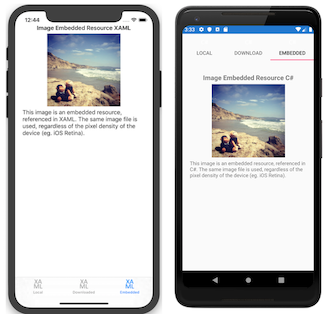 12:44
Image Embedded Resource XAML
This image is an embedded resource,
referenced in XAML. The same image file is
used, regardless of the pixel density of the
device (eg. iOS Retina).
XA
ML
Local
XA
ML
Downloaded
XA
ML
Embedded
3:33
LOCAL
DOWNLOAD
EMBEDDED
Image Embedded Resource C#
This image is an embedded resource, referenced in
C#. The same image file is used, regardless of the
pixel density of the device (eg. iOS Retina).